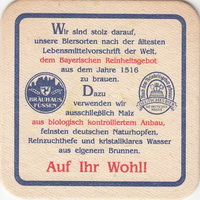 Wir sind stolz darauf,
unsere Biersorten nach der ältesten
Lebensmittelvorschrift der Welt,
dem Bayerischen Reinheitsgebot
aus dem Jahre 1516
zu brauen.
BRÄUHAUS
FÜSSEN
Dazu
verwenden wir
ausschließlich Malz
aus biologisch kontrolliertem Anbau,
feinsten deutschen Naturhopfen,
Reinzuchthefe und kristallklares Wasser
aus eigenem Brunnen.
Auf Ihr Wohl!